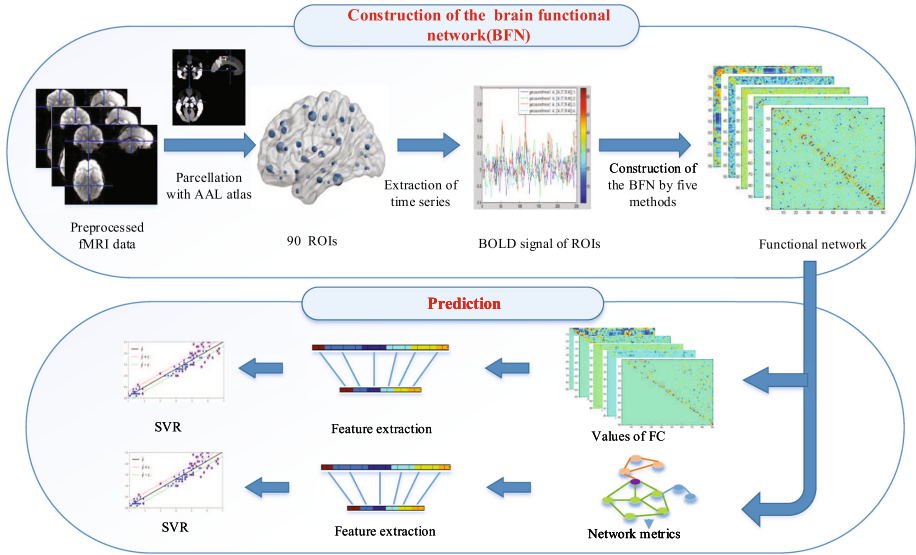 Construction of the brain functional
network(BFN)
Preprocessed
fMRI data
Parcellation
with AAL atlas
90 ROIs
Extraction of
time series
BOLD signal of ROIs
Construction of
the BFN by five
methods
Functional network
Prediction
SVR
Feature extraction
Values of FC
SVR
Feature extraction
Network metrics